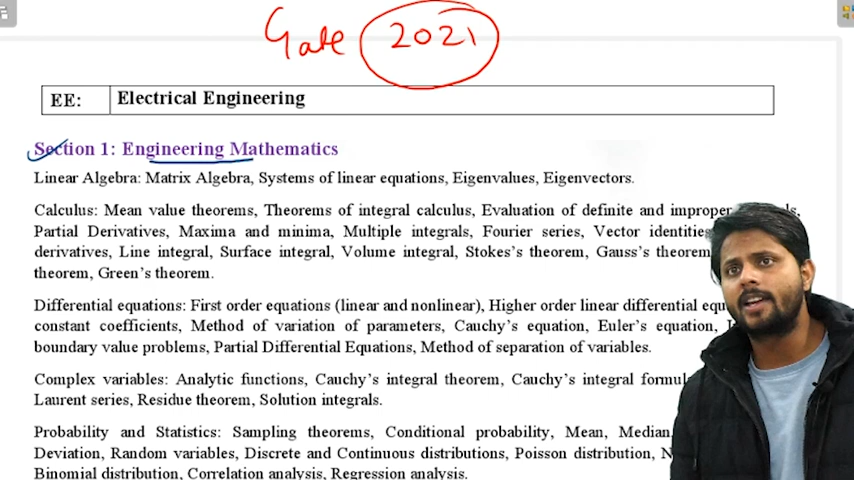 Gate 2021
EE: Electrical Engineering
Section 1: Engineering Mathematics
Linear Algebra: Matrix Algebra, Systems of linear equations, Eigenvalues, Eigenvectors.
Calculus: Mean value theorems, Theorems of integral calculus, Evaluation of definite and improper
Partial Derivatives, Maxima and minima, Multiple integrals, Fourier series, Vector identities
derivatives, Line integral, Surface integral, Volume integral, Stokes's theorem, Gauss's theorem
theorem, Green's theorem.
Differential equations: First order equations (linear and nonlinear), Higher order linear differential
constant coefficients, Method of variation of parameters, Cauchy's equation, Euler's equation,
boundary value problems, Partial Differential Equations, Method of separation of variables.
Complex variables: Analytic functions, Cauchy's integral theorem, Cauchy's integral
Laurent series, Residue theorem, Solution integrals.
Probability and Statistics: Sampling theorems, Conditional probability, Mean, Median,
Deviation, Random variables, Discrete and Continuous distributions, Poisson distribution,
Binomial distribution, Correlation analysis, Regression analysis.